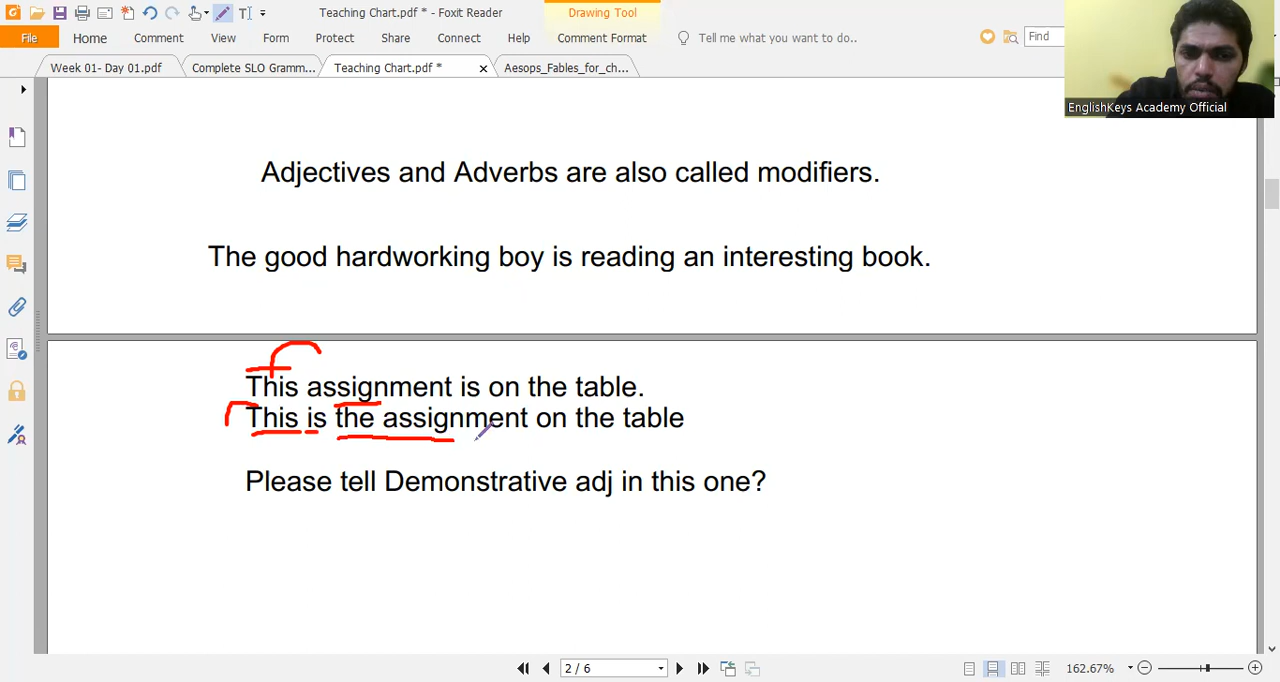 Teaching Chart.pdf * - Foxit Reader
Drawing Tool
File Home Comment View Form Protect Share Connect Help Comment Format Tell me what you want to do.. Find
Week 01- Day 01.pdf Complete SLO Gramm... Teaching Chart.pdf * Aesops_Fables_for_ch...
EnglishKeys Academy Official
Adjectives and Adverbs are also called modifiers.
The good hardworking boy is reading an interesting book.
This assignment is on the table.
This is the assignment on the table
Please tell Demonstrative adj in this one?
2 / 6 162.67%